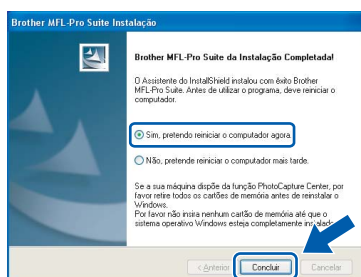 Brother MFL-Pro Suite Instalação
Brother MFL-Pro Suite da Instalação Completada!
O Assistente do InstallShield instalou com êxito Brother
MFL-Pro Suite. Antes de utilizar o programa, deve reiniciar o
computador.
Sim, pretendo reiniciar o computador agora.
Não, pretende reiniciar o computador mais tarde.
Se a sua máquina dispõe da função PhotoCapture Center, por
favor retire todos os cartões de memória antes de reinstalar o
Windows.
Por favor não insira nenhum cartão de memória até que o
sistema operativo Windows esteja completamente instalado.
< Anterior
Concluir
Cancelar